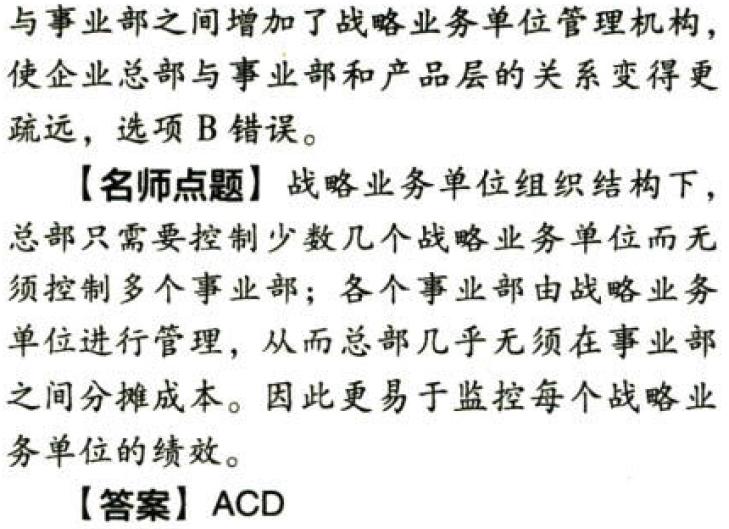 与事业部之间增加了战略业务单位管理机构，
使企业总部与事业部和产品层的关系变得更
疏远，选项 B 错误。
【名师点题】战略业务单位组织结构下，
总部只需要控制少数几个战略业务单位而无
须控制多个事业部；各个事业部由战略业务
单位进行管理，从而总部几乎无须在事业部
之间分摊成本。因此更易于监控每个战略业
务单位的绩效。
【答案】ACD